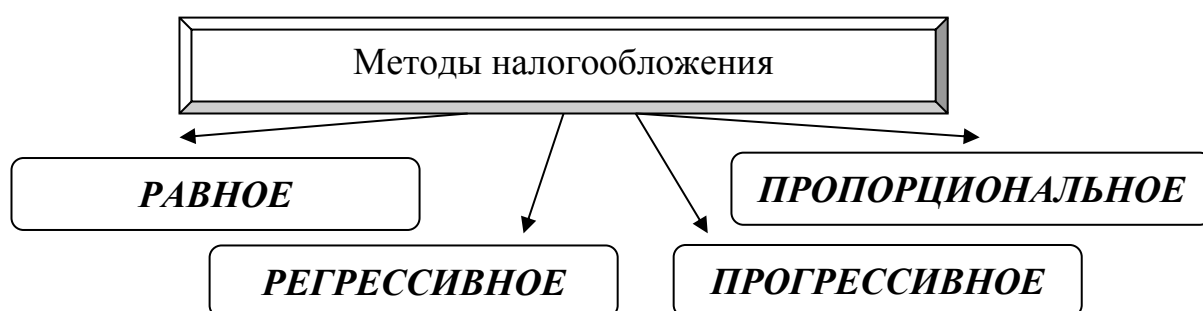 Методы налогообложения
РАВНОЕ
ПРОПОРЦИОНАЛЬНОЕ
РЕГРЕССИВНОЕ
ПРОГРЕССИВНОЕ